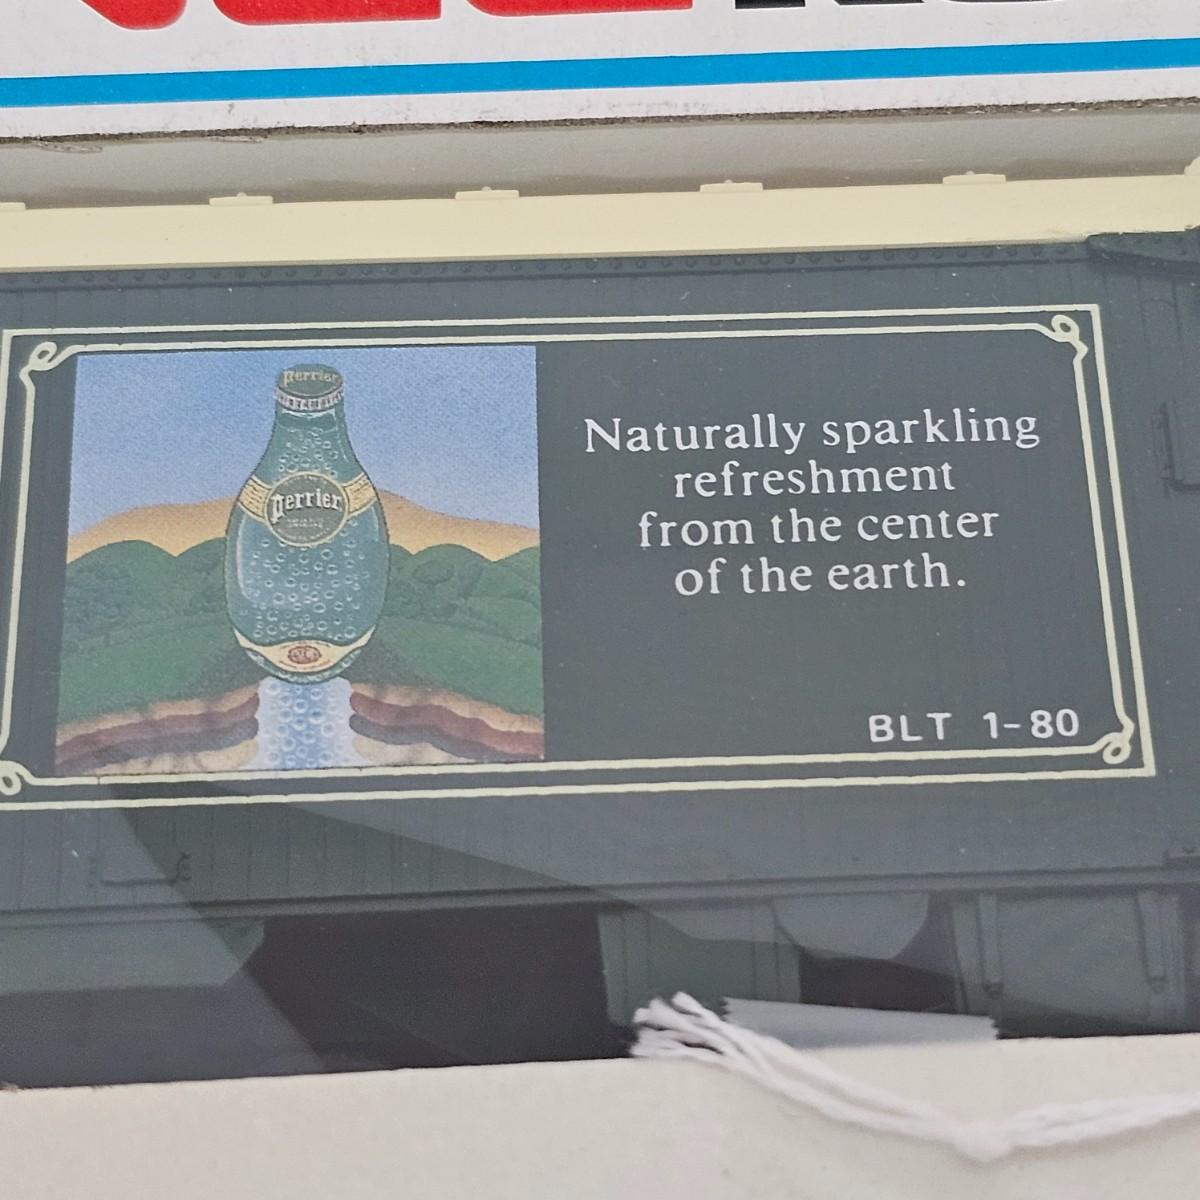 Perrier
Perrier
Naturally sparkling
refreshment
from the center
of the earth.
BLT 1-80